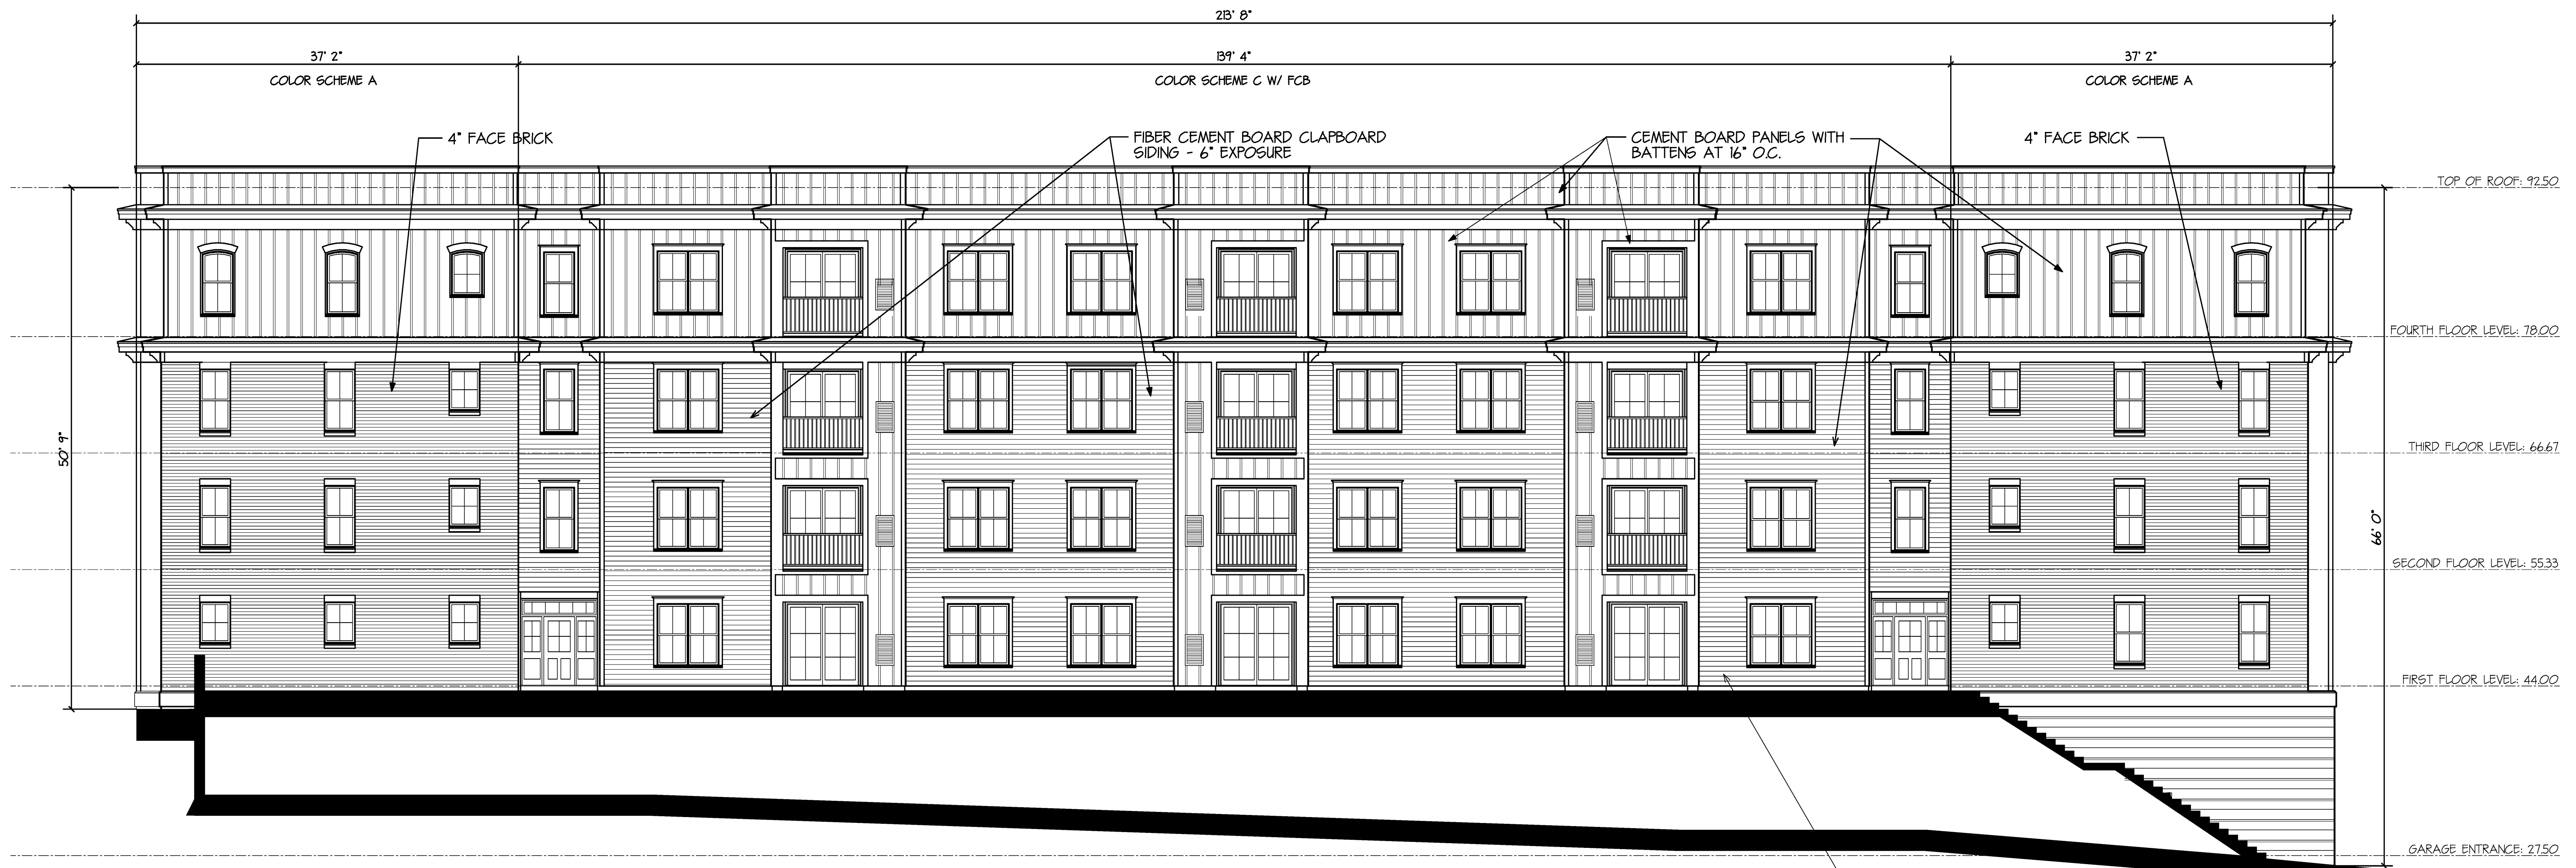 213' 8"
37' 2"
139' 4"
37' 2"
COLOR SCHEME A
COLOR SCHEME C W/ FCB
COLOR SCHEME A
4" FACE BRICK
FIBER CEMENT BOARD CLAPBOARD
SIDING - 6" EXPOSURE
CEMENT BOARD PANELS WITH
BATTENS AT 16" O.C.
4" FACE BRICK
TOP OF ROOF: 92.50
FOURTH FLOOR LEVEL: 78.00
50' 9"
THIRD FLOOR LEVEL: 66.67
66' 0"
SECOND FLOOR LEVEL: 55.33
FIRST FLOOR LEVEL: 44.00
GARAGE ENTRANCE: 27.50